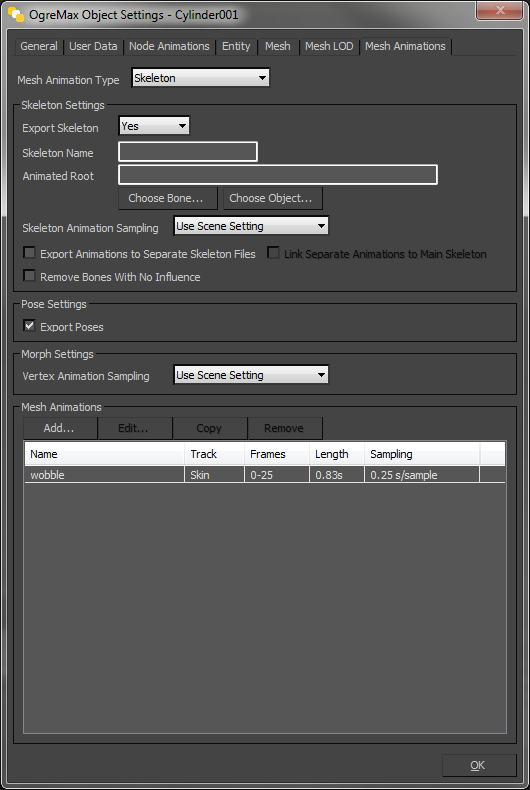 OgreMax Object Settings - Cylinder001
General User Data Node Animations Entity Mesh Mesh LOD Mesh Animations
Mesh Animation Type Skeleton
Skeleton Settings
Export Skeleton Yes
Skeleton Name
Animated Root
Choose Bone... Choose Object...
Skeleton Animation Sampling Use Scene Setting
Export Animations to Separate Skeleton Files Link Separate Animations to Main Skeleton
Remove Bones With No Influence
Pose Settings
Export Poses
Morph Settings
Vertex Animation Sampling Use Scene Setting
Mesh Animations
Add... Edit... Copy Remove
Name Track Frames Length Sampling
wobble Skin 0-25 0.83s 0.25 s/sample
OK